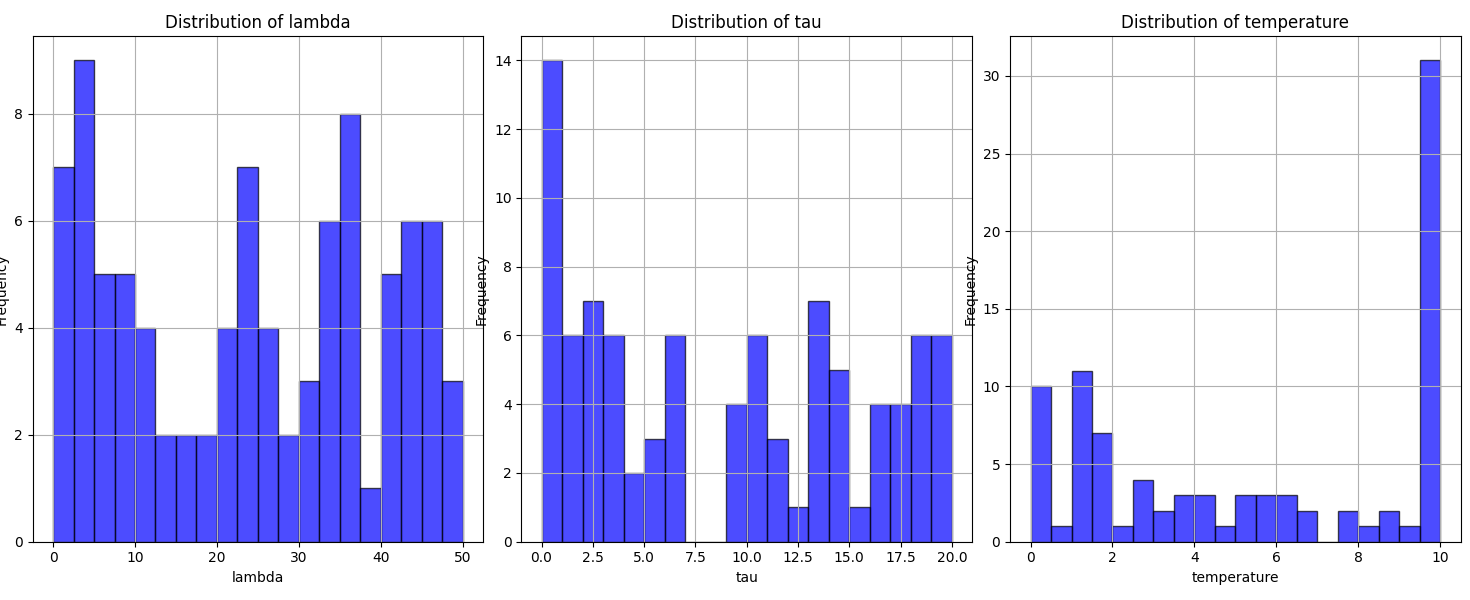 Distribution of lambda
Frequency
8
6
4
2
0
0 10 20 30 40 50
lambda
Distribution of tau
Frequency
14
12
10
8
6
4
2
0
0.0 2.5 5.0 7.5 10.0 12.5 15.0 17.5 20.0
tau
Distribution of temperature
Frequency
30
25
20
15
10
5
0
0 2 4 6 8 10
temperature